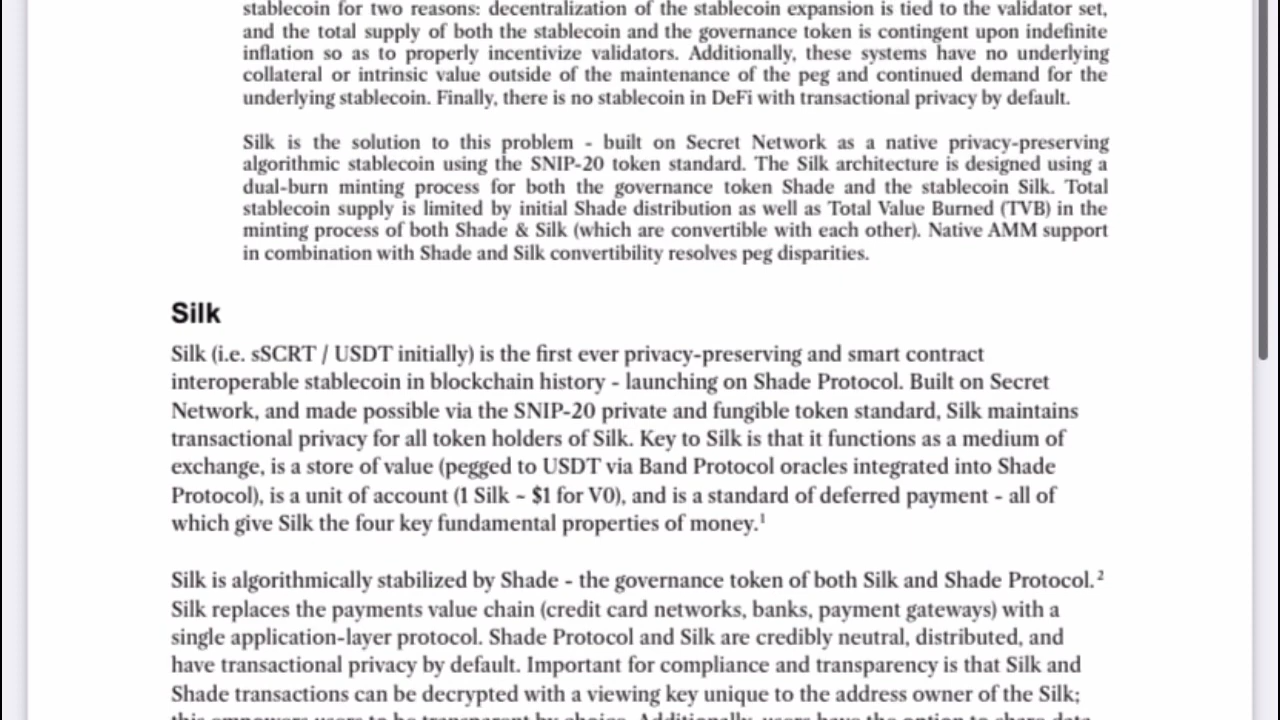 stablecoin for two reasons: decentralization of the stablecoin expansion is tied to the validator set,
and the total supply of both the stablecoin and the governance token is contingent upon indefinite
inflation so as to properly incentivize validators. Additionally, these systems have no underlying
collateral or intrinsic value outside of the maintenance of the peg and continued demand for the
underlying stablecoin. Finally, there is no stablecoin in DeFi with transactional privacy by default.
Silk is the solution to this problem - built on Secret Network as a native privacy-preserving
algorithmic stablecoin using the SNIP-20 token standard. The Silk architecture is designed using a
dual-burn minting process for both the governance token Shade and the stablecoin Silk. Total
stablecoin supply is limited by initial Shade distribution as well as Total Value Burned (TVB) in the
minting process of both Shade & Silk (which are convertible with each other). Native AMM support
in combination with Shade and Silk convertibility resolves peg disparities.
Silk
Silk (i.e. sSCRT / USDT initially) is the first ever privacy-preserving and smart contract
interoperable stablecoin in blockchain history - launching on Shade Protocol. Built on Secret
Network, and made possible via the SNIP-20 private and fungible token standard, Silk maintains
transactional privacy for all token holders of Silk. Key to Silk is that it functions as a medium of
exchange, is a store of value (pegged to USDT via Band Protocol oracles integrated into Shade
Protocol), is a unit of account (1 Silk ~ $1 for V0), and is a standard of deferred payment - all of
which give Silk the four key fundamental properties of money.¹
Silk is algorithmically stabilized by Shade - the governance token of both Silk and Shade Protocol.²
Silk replaces the payments value chain (credit card networks, banks, payment gateways) with a
single application-layer protocol. Shade Protocol and Silk are credibly neutral, distributed, and
have transactional privacy by default. Important for compliance and transparency is that Silk and
Shade transactions can be decrypted with a viewing key unique to the address owner of the Silk;
this empowers users to be transparent by choice. Additionally, users have the option to share data